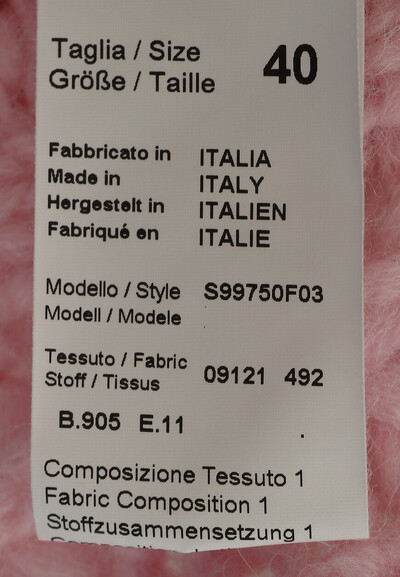 Taglia / Size
Größe / Taille 40
Fabbricato in ITALIA
Made in ITALY
Hergestelt in ITALIEN
Fabriqué en ITALIE
Modello / Style S99750F03
Modell / Modele
Tessuto / Fabric
Stoff / Tissus 09121 492
B.905 E.11
Composizione Tessuto 1
Fabric Composition 1
Stoffzusammensetzung 1